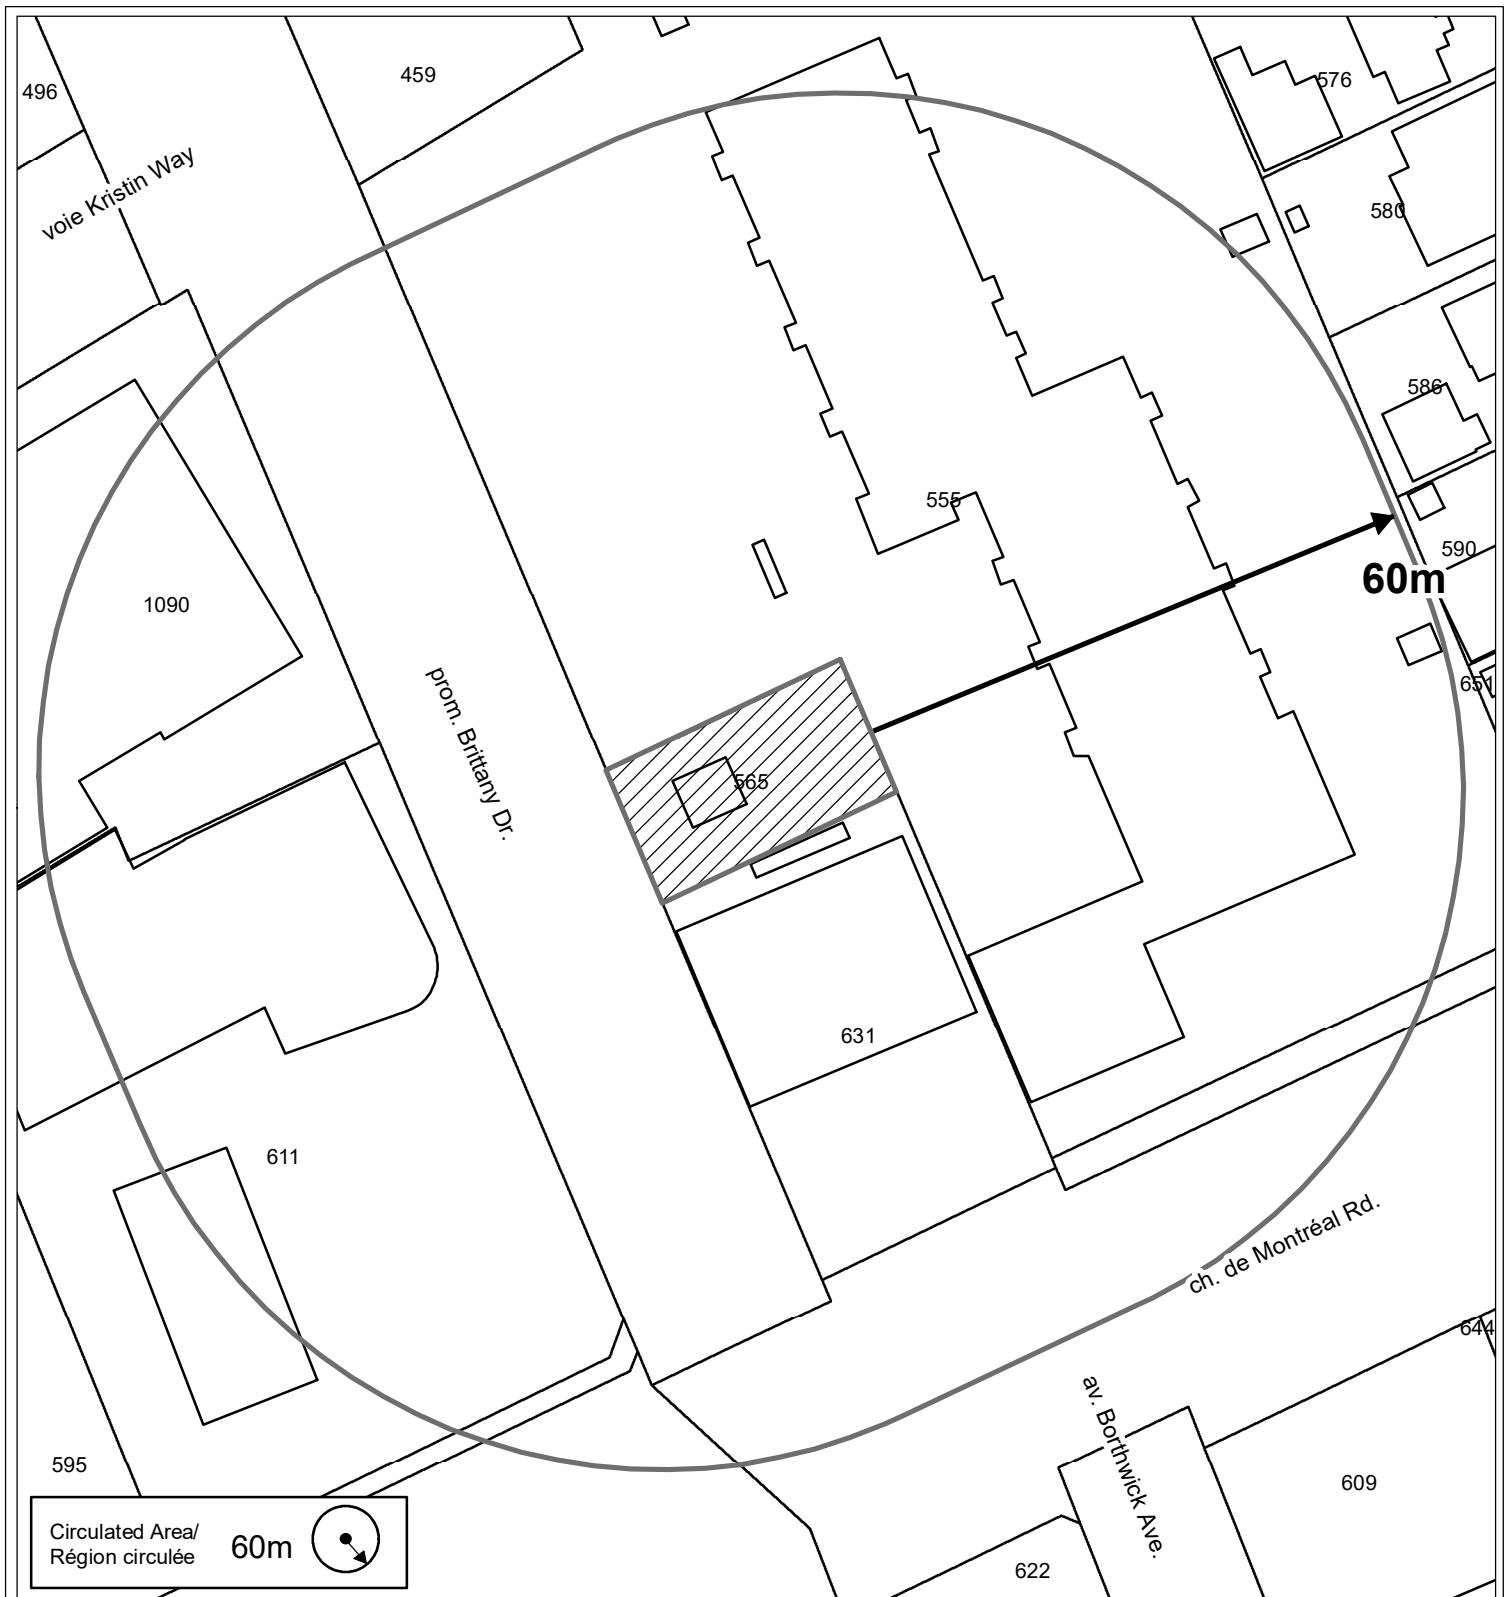 459
576
496
voie Kristin Way
580
586
555
590
60m
1090
651
prom. Brittany Dr.
565
631
611
ch. de Montréal Rd.
644
av. Borthwick Ave.
595
609
Circulated Area/
Région circulée
60m
622